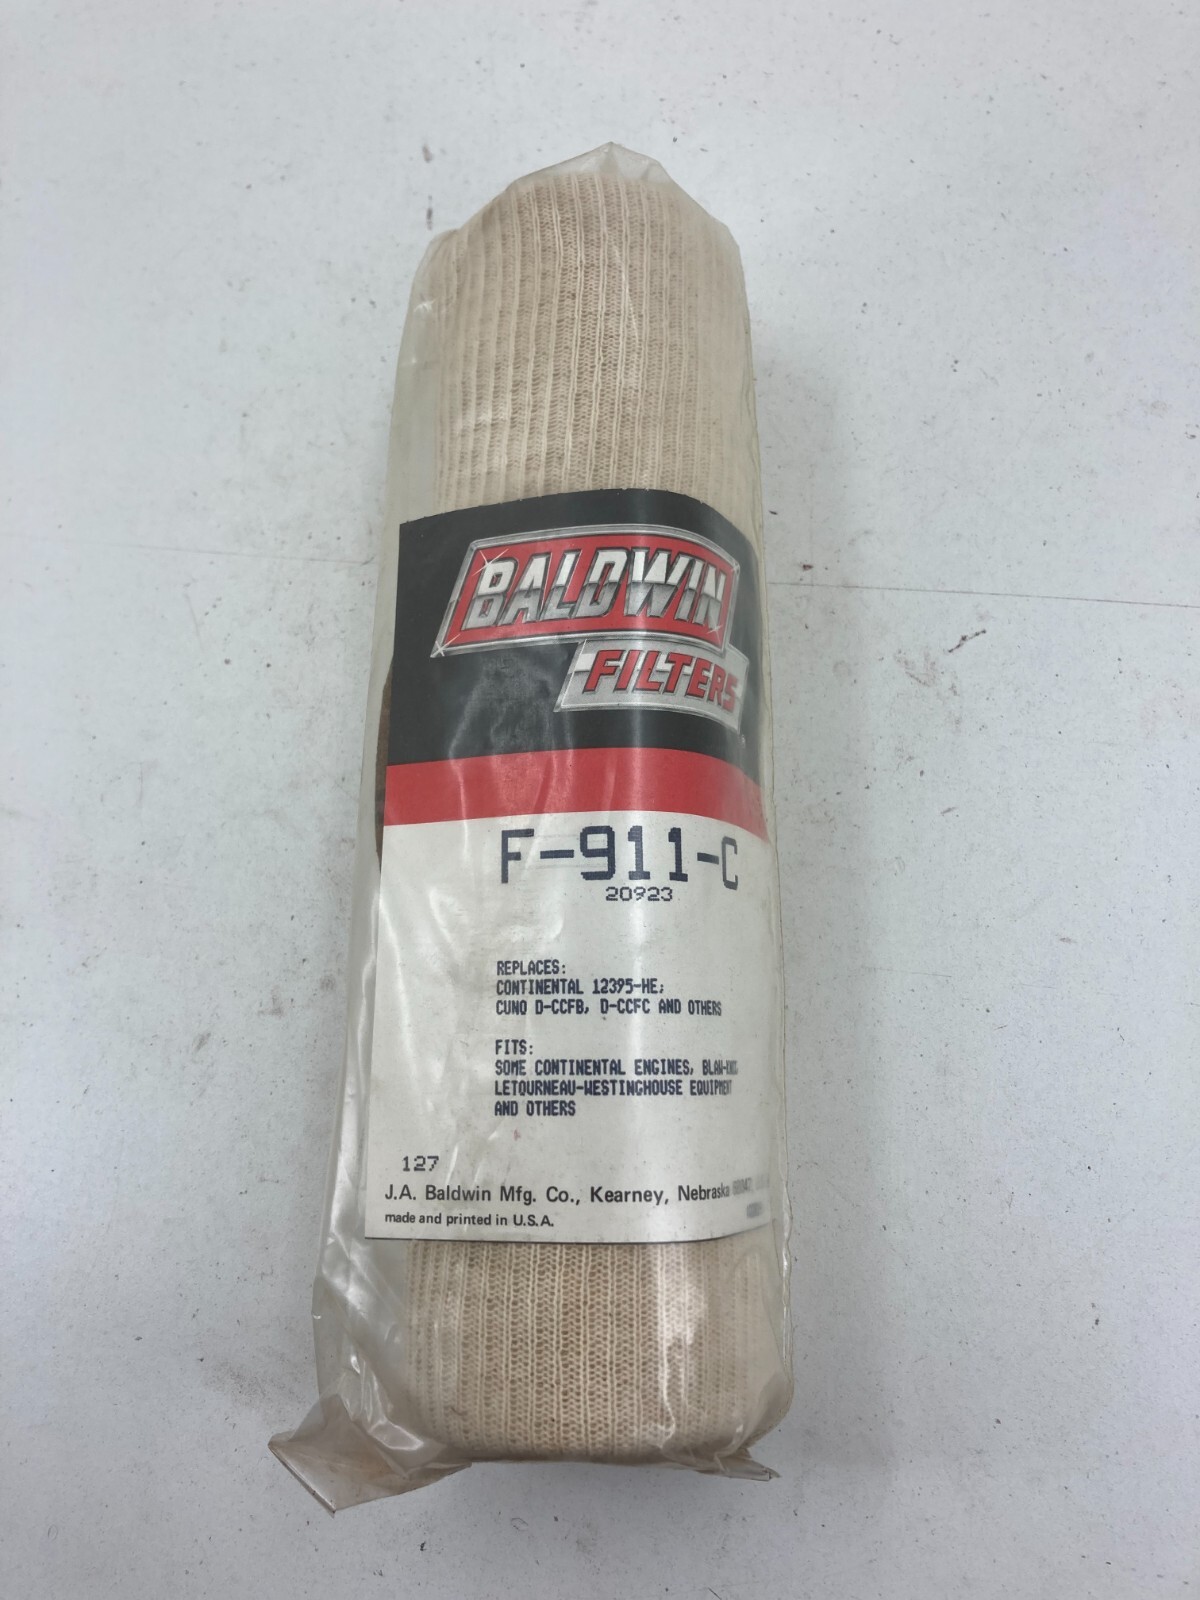 BALDWIN
FILTERS
F-911-C
20923
REPLACES:
CONTINENTAL 12395-HE;
CUNO D-CCFB, D-CCFC AND OTHERS
FITS:
SOME CONTINENTAL ENGINES, BLAW-KNOX
LETOURNEAU-WESTINGHOUSE EQUIPMENT
AND OTHERS
127
J.A. Baldwin Mfg. Co., Kearney, Nebraska
made and printed in U.S.A.